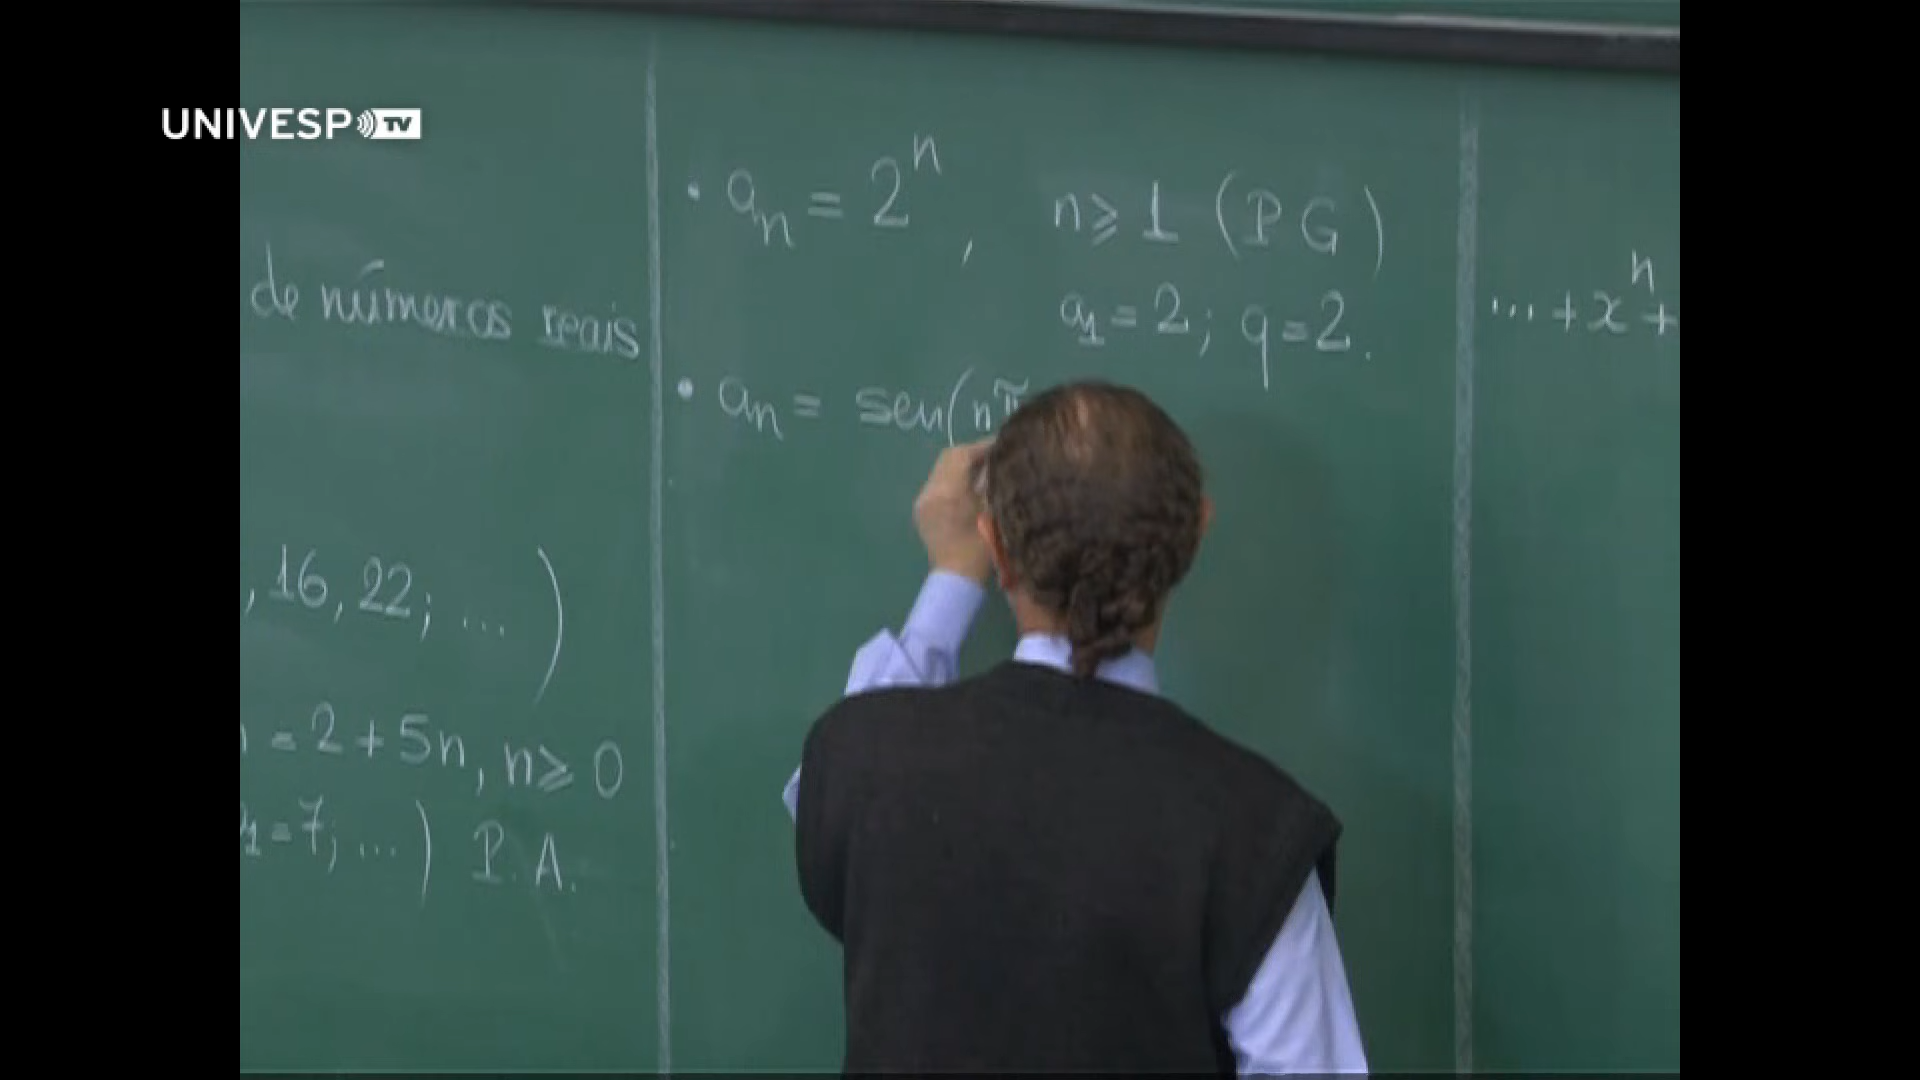 UNIVESP TV
de números reais
, 16, 22; ... )
n = 2 + 5n, n ≥ 0
1 = 7; ... ) P.A.
• aₙ = 2ⁿ, n ≥ 1 (PG)
a₁ = 2; q = 2.
• aₙ = sen(nπ
... + xⁿ +